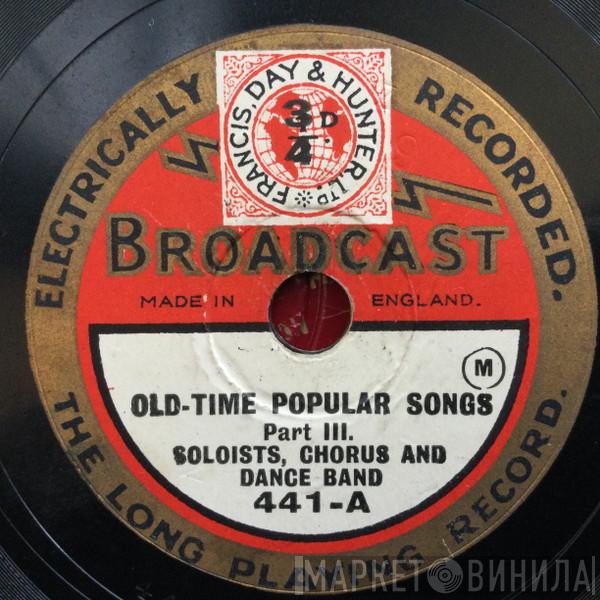 ELECTRICALLY RECORDED.
FRANCIS, DAY & HUNTER, LTD.
3/4 D.
BROADCAST
MADE IN ENGLAND.
M
OLD-TIME POPULAR SONGS
Part III.
SOLOISTS, CHORUS AND
DANCE BAND
441-A
THE LONG PLAYING RECORD.
МАРКЕТ ВИНИЛА